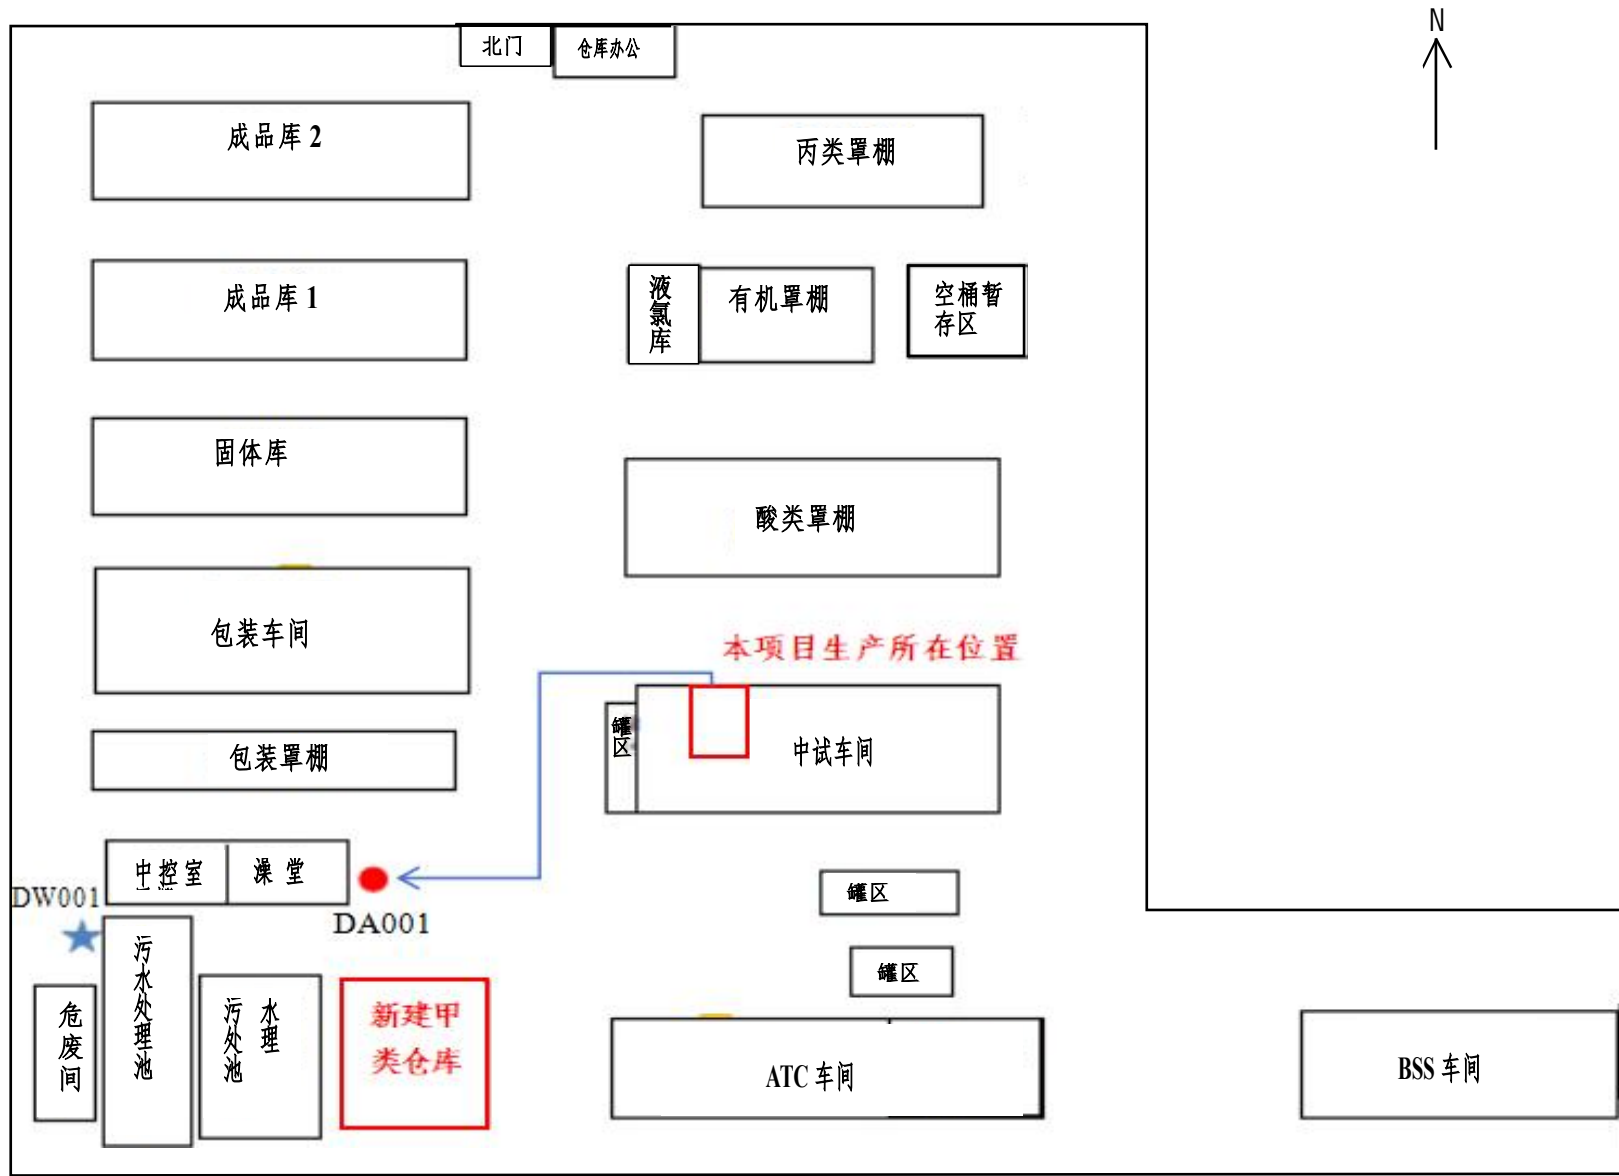 N
北门
仓库办公
成品库 2
丙类罩棚
成品库 1
液氯库
有机罩棚
空桶暂
存区
固体库
酸类罩棚
包装车间
本项目生产所在位置
罐区
中试车间
包装罩棚
中控室
澡堂
DW001
DA001
罐区
罐区
污水处理池
危废间
污水
处理
池
新建甲
类仓库
ATC 车间
BSS 车间